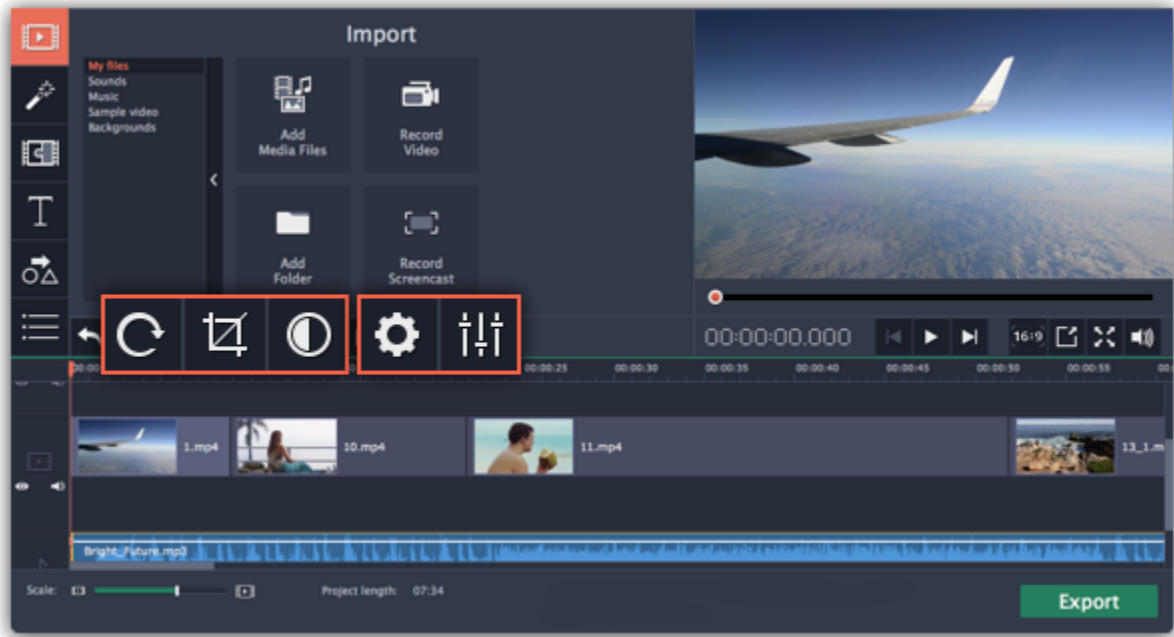 Import
My files
Sounds
Music
Sample video
Backgrounds
Add
Media Files
Record
Video
Add
Folder
Record
Screencast
T
00:00:00.000
16:9
00:00:25
00:00:30
00:00:35
00:00:40
00:00:45
00:00:50
00:00:55
1.mp4
10.mp4
11.mp4
13_1.m
Bright_Future.mp3
Scale:
Project length: 07:34
Export